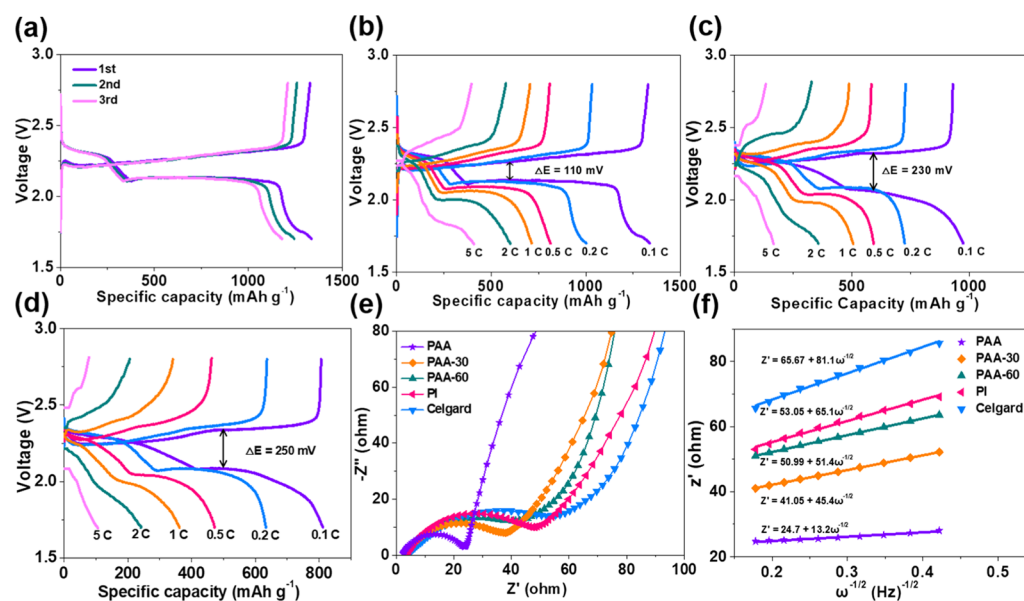 (a)
3.0
2.5
2.0
1.5
Voltage (V)
1st
2nd
3rd
0 500 1000 1500
Specific capacity (mAh g-1)
(b)
3.0
2.5
2.0
1.5
Voltage (V)
△E = 110 mV
5 C 2 C 1 C 0.5 C 0.2 C 0.1 C
0 500 1000 1500
Specific capacity (mAh g-1)
(c)
3.0
2.5
2.0
1.5
Voltage (V)
△E = 230 mV
5 C 2 C 1 C 0.5 C 0.2 C 0.1 C
0 500 1000
Specific Capacity (mAh g-1)
(d)
3.0
2.5
2.0
1.5
Voltage (V)
△E = 250 mV
5 C 2 C 1 C 0.5 C 0.2 C 0.1 C
0 200 400 600 800
Specific capacity (mAh g-1)
(e)
80
60
40
20
0
-Z'' (ohm)
PAA
PAA-30
PAA-60
PI
Celgard
0 20 40 60 80 100
Z' (ohm)
(f)
80
60
40
20
z' (ohm)
PAA
PAA-30
PAA-60
PI
Celgard
Z' = 65.67 + 81.1ω-1/2
Z' = 53.05 + 65.1ω-1/2
Z' = 50.99 + 51.4ω-1/2
Z' = 41.05 + 45.4ω-1/2
Z' = 24.7 + 13.2ω-1/2
0.2 0.3 0.4 0.5
ω-1/2 (Hz)-1/2